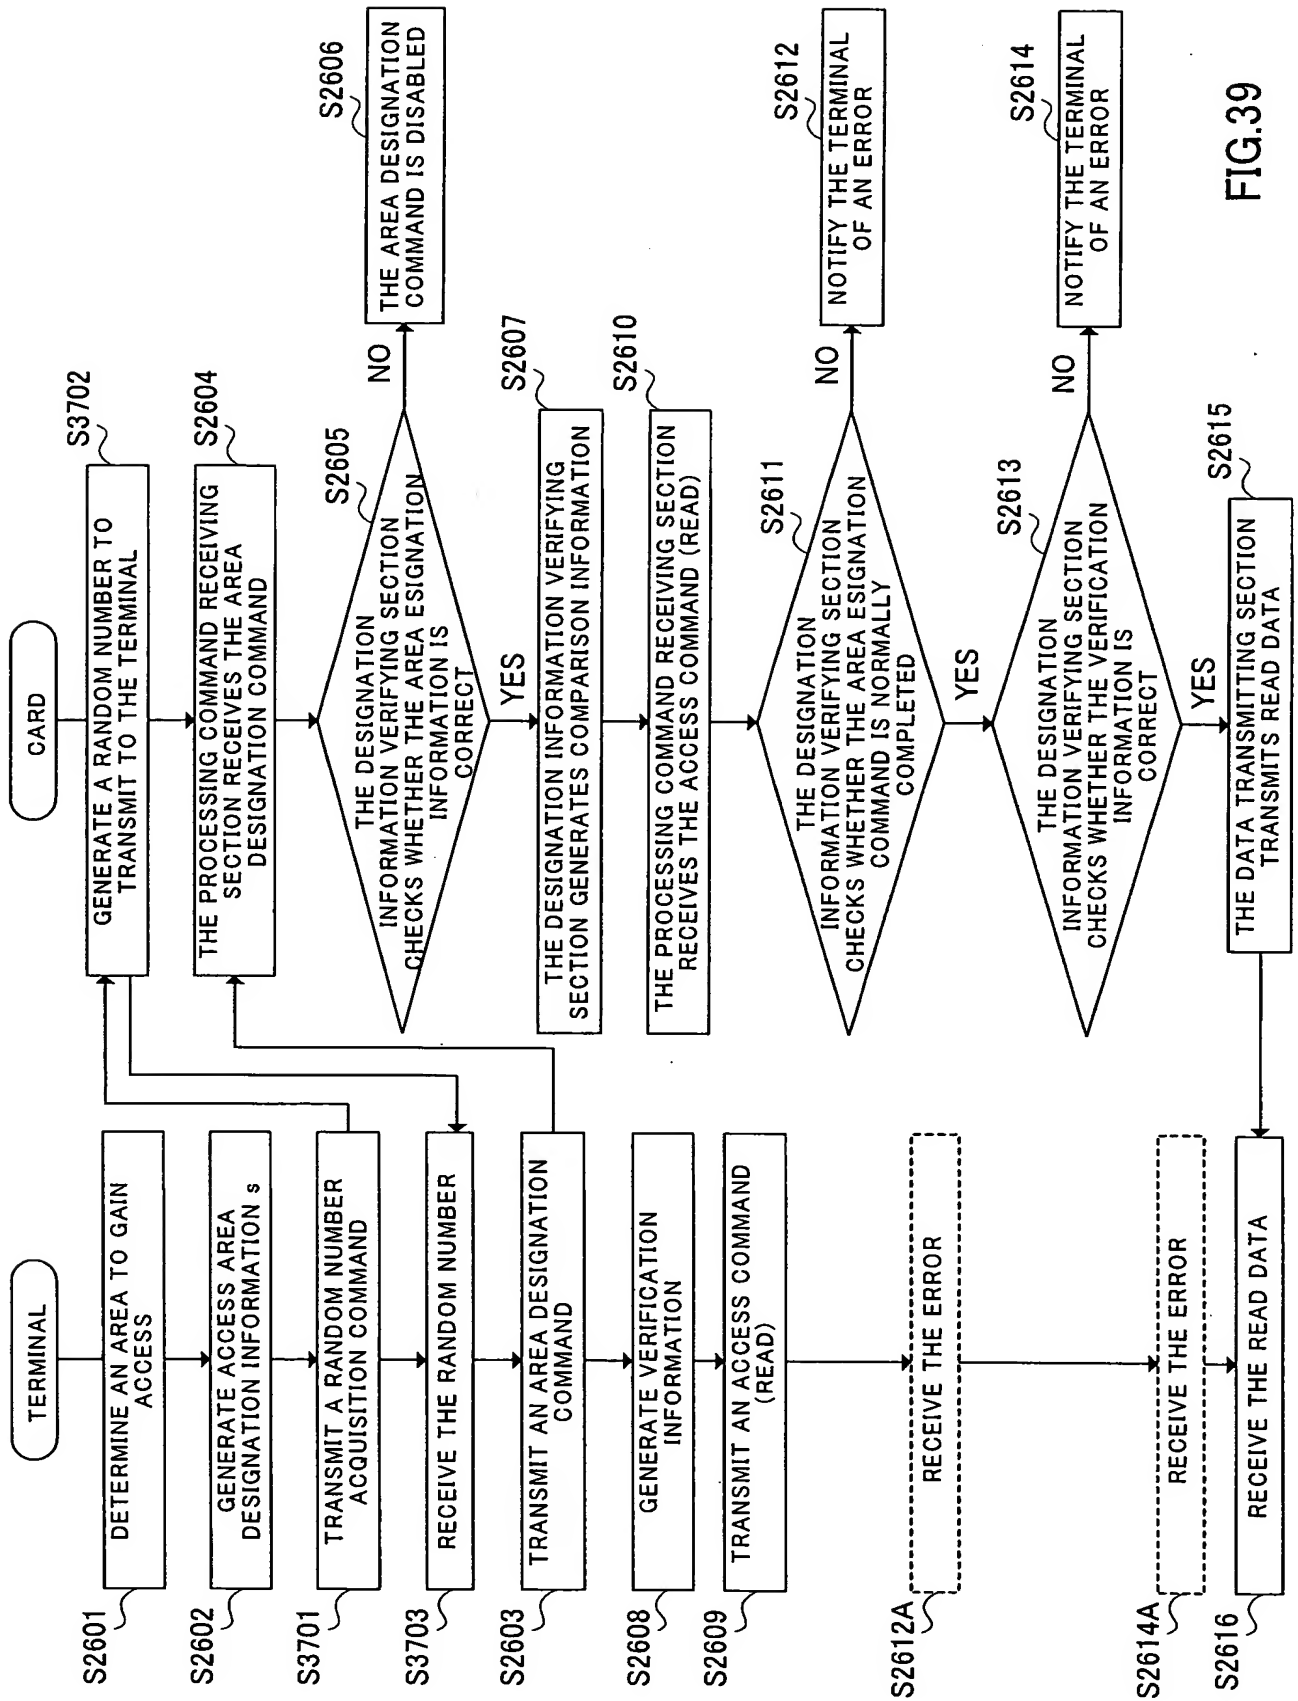 TERMINAL
S2601
DETERMINE AN AREA TO GAIN
ACCESS
S2602
GENERATE ACCESS AREA
DESIGNATION INFORMATION s
S3701
TRANSMIT A RANDOM NUMBER
ACQUISITION COMMAND
S3703
RECEIVE THE RANDOM NUMBER
S2603
TRANSMIT AN AREA DESIGNATION
COMMAND
S2608
GENERATE VERIFICATION
INFORMATION
S2609
TRANSMIT AN ACCESS COMMAND
(READ)
S2612A
RECEIVE THE ERROR
S2614A
RECEIVE THE ERROR
S2616
RECEIVE THE READ DATA
CARD
S3702
GENERATE A RANDOM NUMBER TO
TRANSMIT TO THE TERMINAL
S2604
THE PROCESSING COMMAND RECEIVING
SECTION RECEIVES THE AREA
DESIGNATION COMMAND
S2605
THE DESIGNATION
INFORMATION VERIFYING SECTION
CHECKS WHETHER THE AREA ESIGNATION
INFORMATION IS
CORRECT
NO
S2606
THE AREA DESIGNATION
COMMAND IS DISABLED
YES
S2607
THE DESIGNATION INFORMATION VERIFYING
SECTION GENERATES COMPARISON INFORMATION
S2610
THE PROCESSING COMMAND RECEIVING SECTION
RECEIVES THE ACCESS COMMAND (READ)
S2611
THE DESIGNATION
INFORMATION VERIFYING SECTION
CHECKS WHETHER THE AREA ESIGNATION
COMMAND IS NORMALLY
COMPLETED
NO
S2612
NOTIFY THE TERMINAL
OF AN ERROR
YES
S2613
THE DESIGNATION
INFORMATION VERIFYING SECTION
CHECKS WHETHER THE VERIFICATION
INFORMATION IS
CORRECT
NO
S2614
NOTIFY THE TERMINAL
OF AN ERROR
YES
S2615
THE DATA TRANSMITTING SECTION
TRANSMITS READ DATA
FIG.39